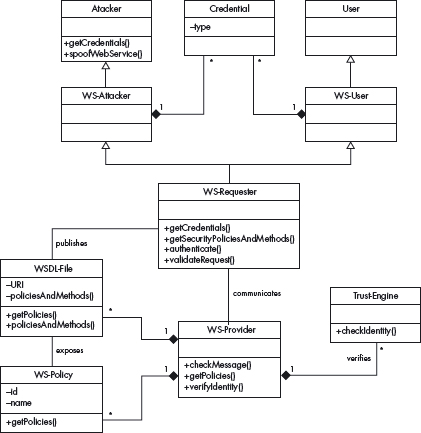 Atacker
+getCredentials()
+spoofWebService()
Credential
–type
User
* *
WS-Attacker
1
1
WS-User
WS-Requester
+getCredentials()
+getSecurityPoliciesAndMethods()
+authenticate()
+validateRequest()
publishes
communicates
WSDL-File
–URI
–policiesAndMethods()
+getPolicies()
+policiesAndMethods()
*
1
exposes
WS-Provider
+checkMessage()
+getPolicies()
+verifyIdentity()
Trust-Engine
+checkIdentity()
*
verifies
1
1
WS-Policy
–id
–name
+getPolicies()
*